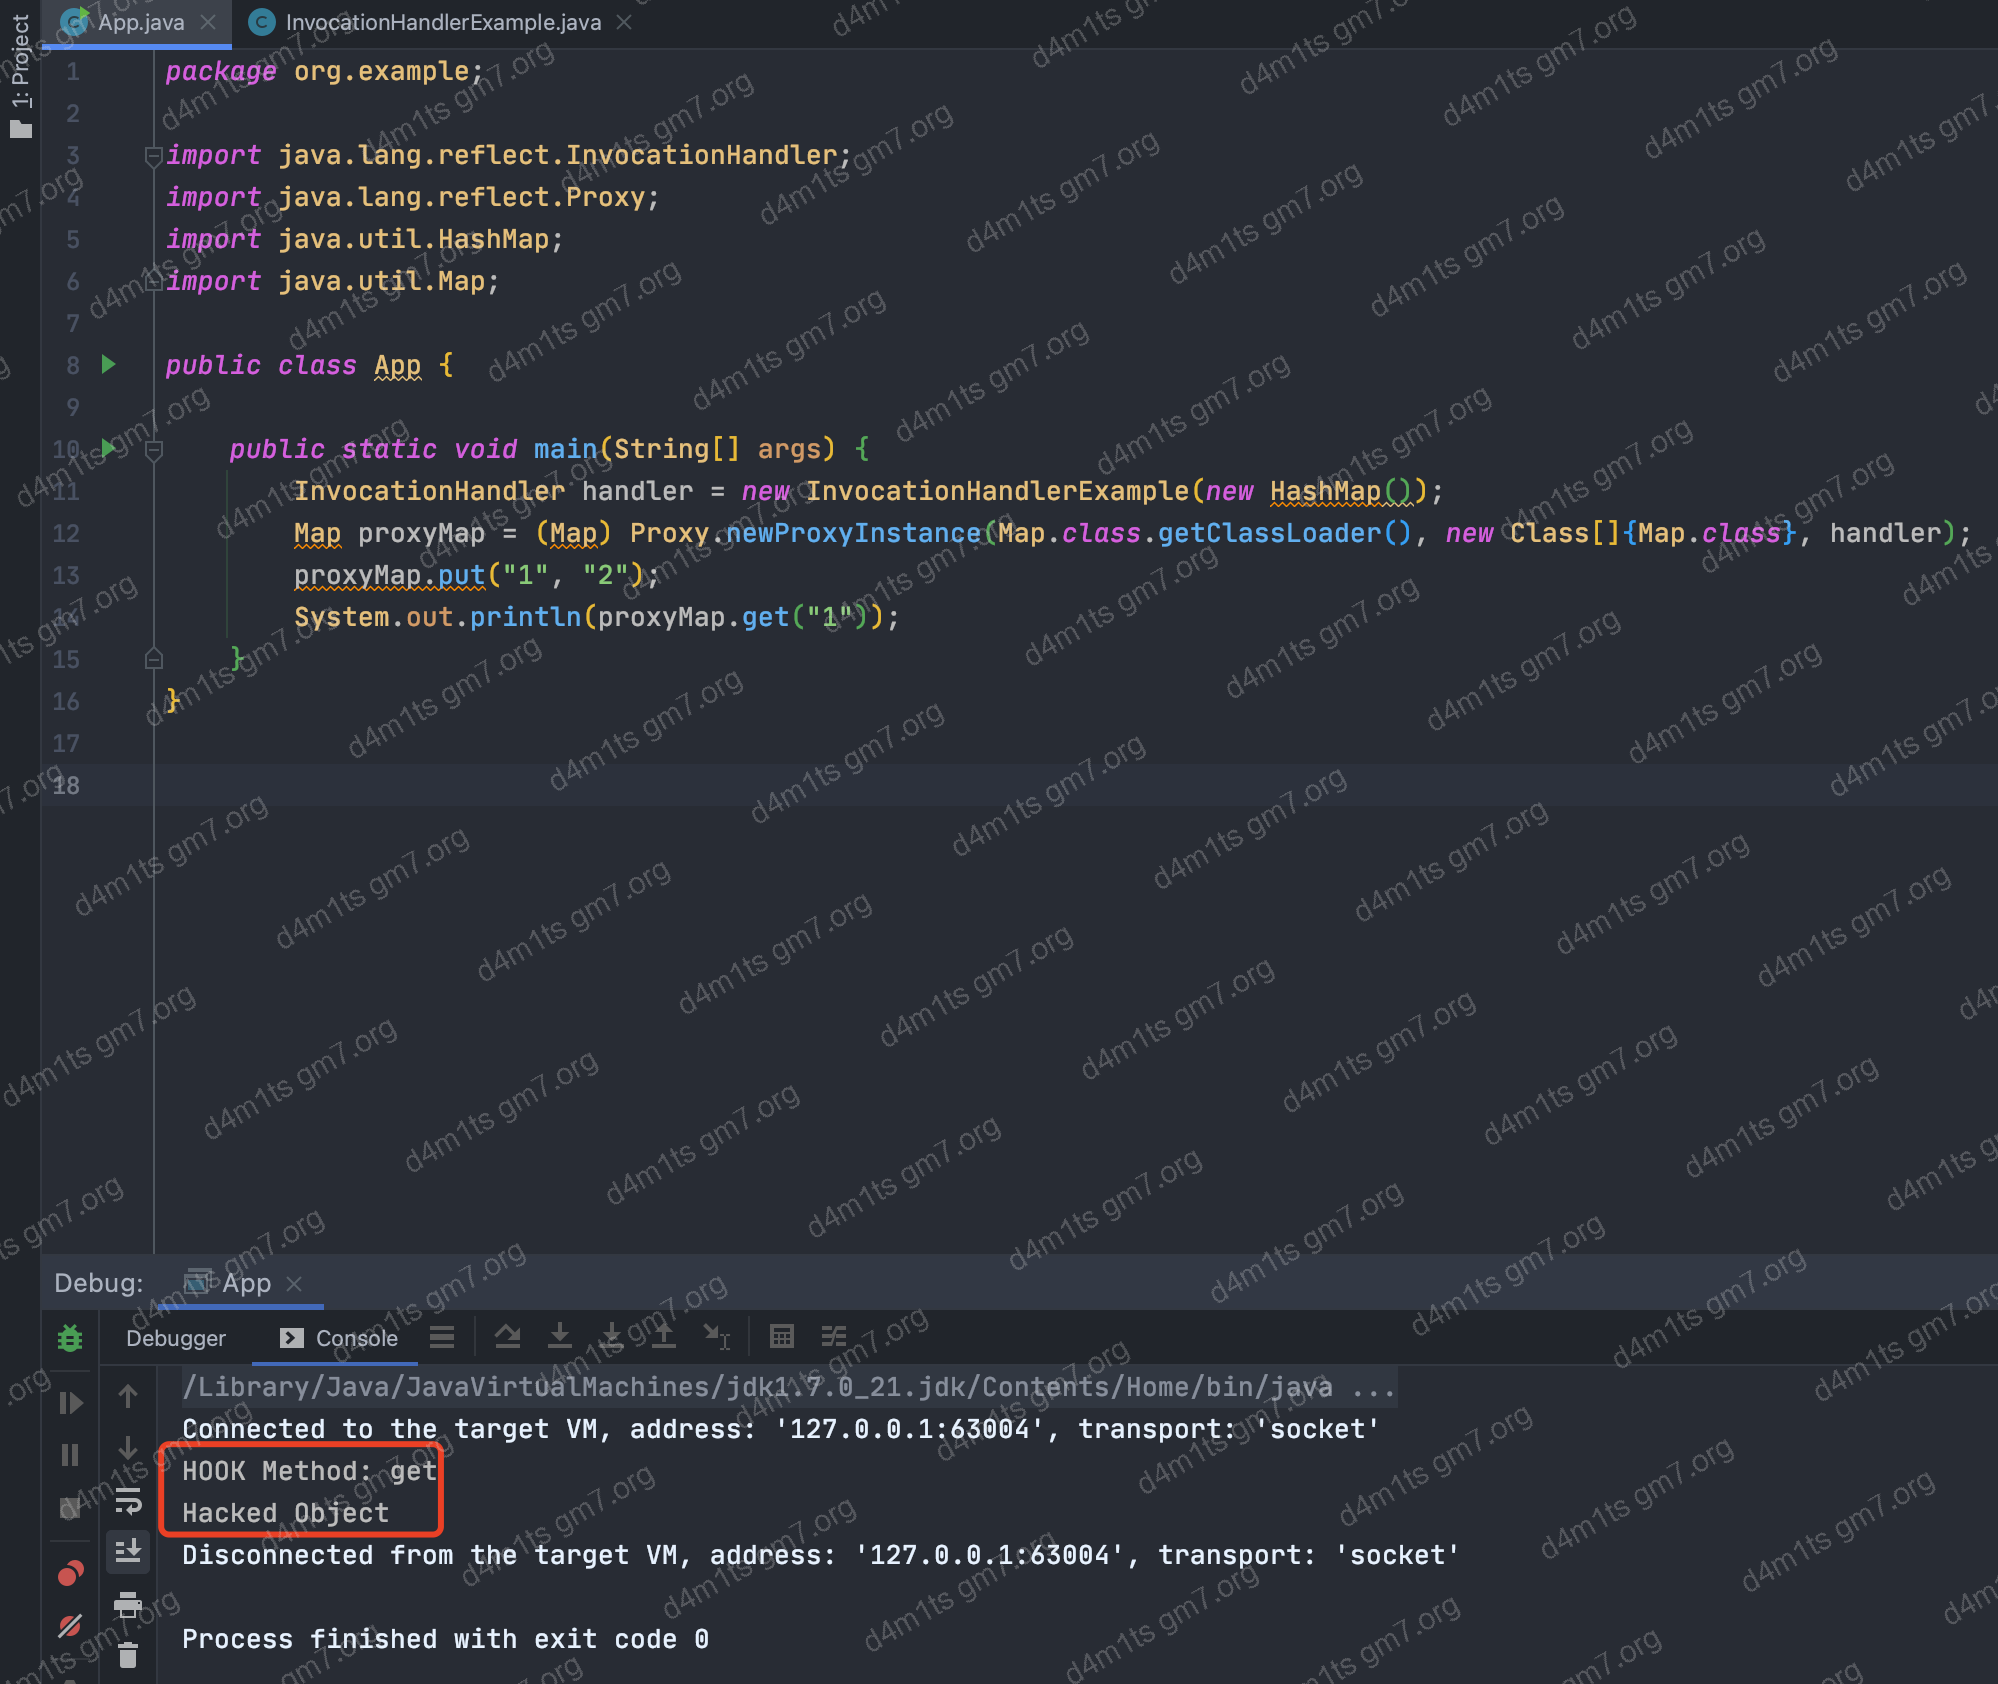 App.java
InvocationHandlerExample.java
1: Project
1 package org.example;
2
3 import java.lang.reflect.InvocationHandler;
4 import java.lang.reflect.Proxy;
5 import java.util.HashMap;
6 import java.util.Map;
7
8 public class App {
9
10 public static void main(String[] args) {
11 InvocationHandler handler = new InvocationHandlerExample(new HashMap());
12 Map proxyMap = (Map) Proxy.newProxyInstance(Map.class.getClassLoader(), new Class[]{Map.class}, handler);
13 proxyMap.put("1", "2");
14 System.out.println(proxyMap.get("1"));
15 }
16 }
17
18
Debug: App
Debugger Console
/Library/Java/JavaVirtualMachines/jdk1.7.0_21.jdk/Contents/Home/bin/java ...
Connected to the target VM, address: '127.0.0.1:63004', transport: 'socket'
HOOK Method: get
Hacked Object
Disconnected from the target VM, address: '127.0.0.1:63004', transport: 'socket'
Process finished with exit code 0
d4m1ts gm7.org